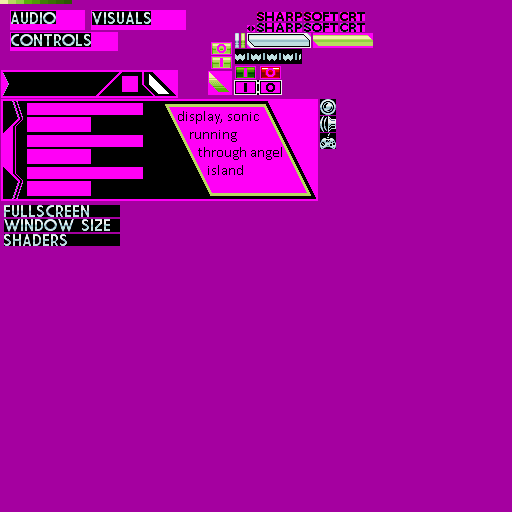 AUDIO
VISUALS
SHARPSOFTCRT
SHARPSOFTCRT
CONTROLS
display, sonic
running
through angel
island
FULLSCREEN
WINDOW SIZE
SHADERS